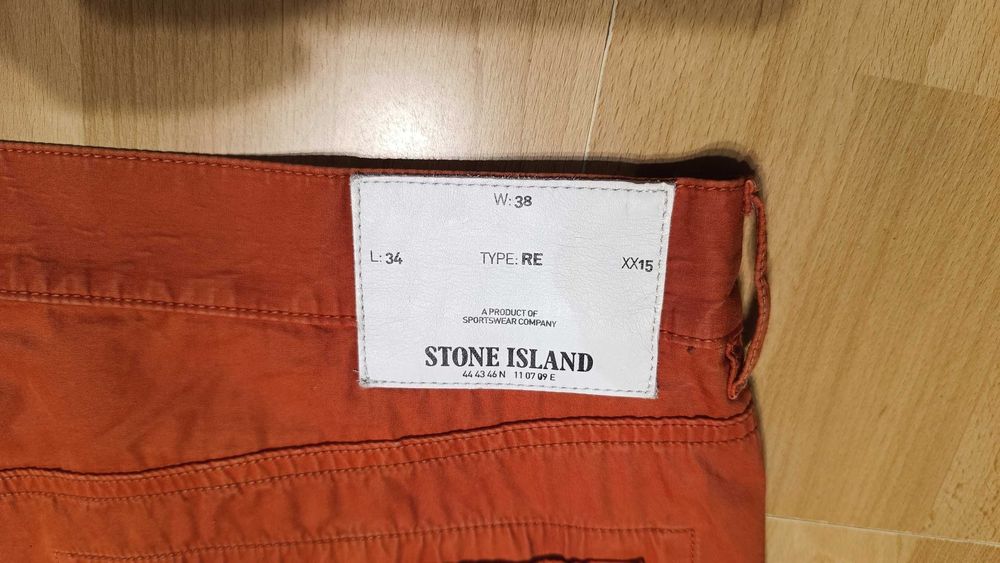 W: 38
L: 34 TYPE: RE XX15
A PRODUCT OF
SPORTSWEAR COMPANY
STONE ISLAND
44 43 46 N 11 07 09 E